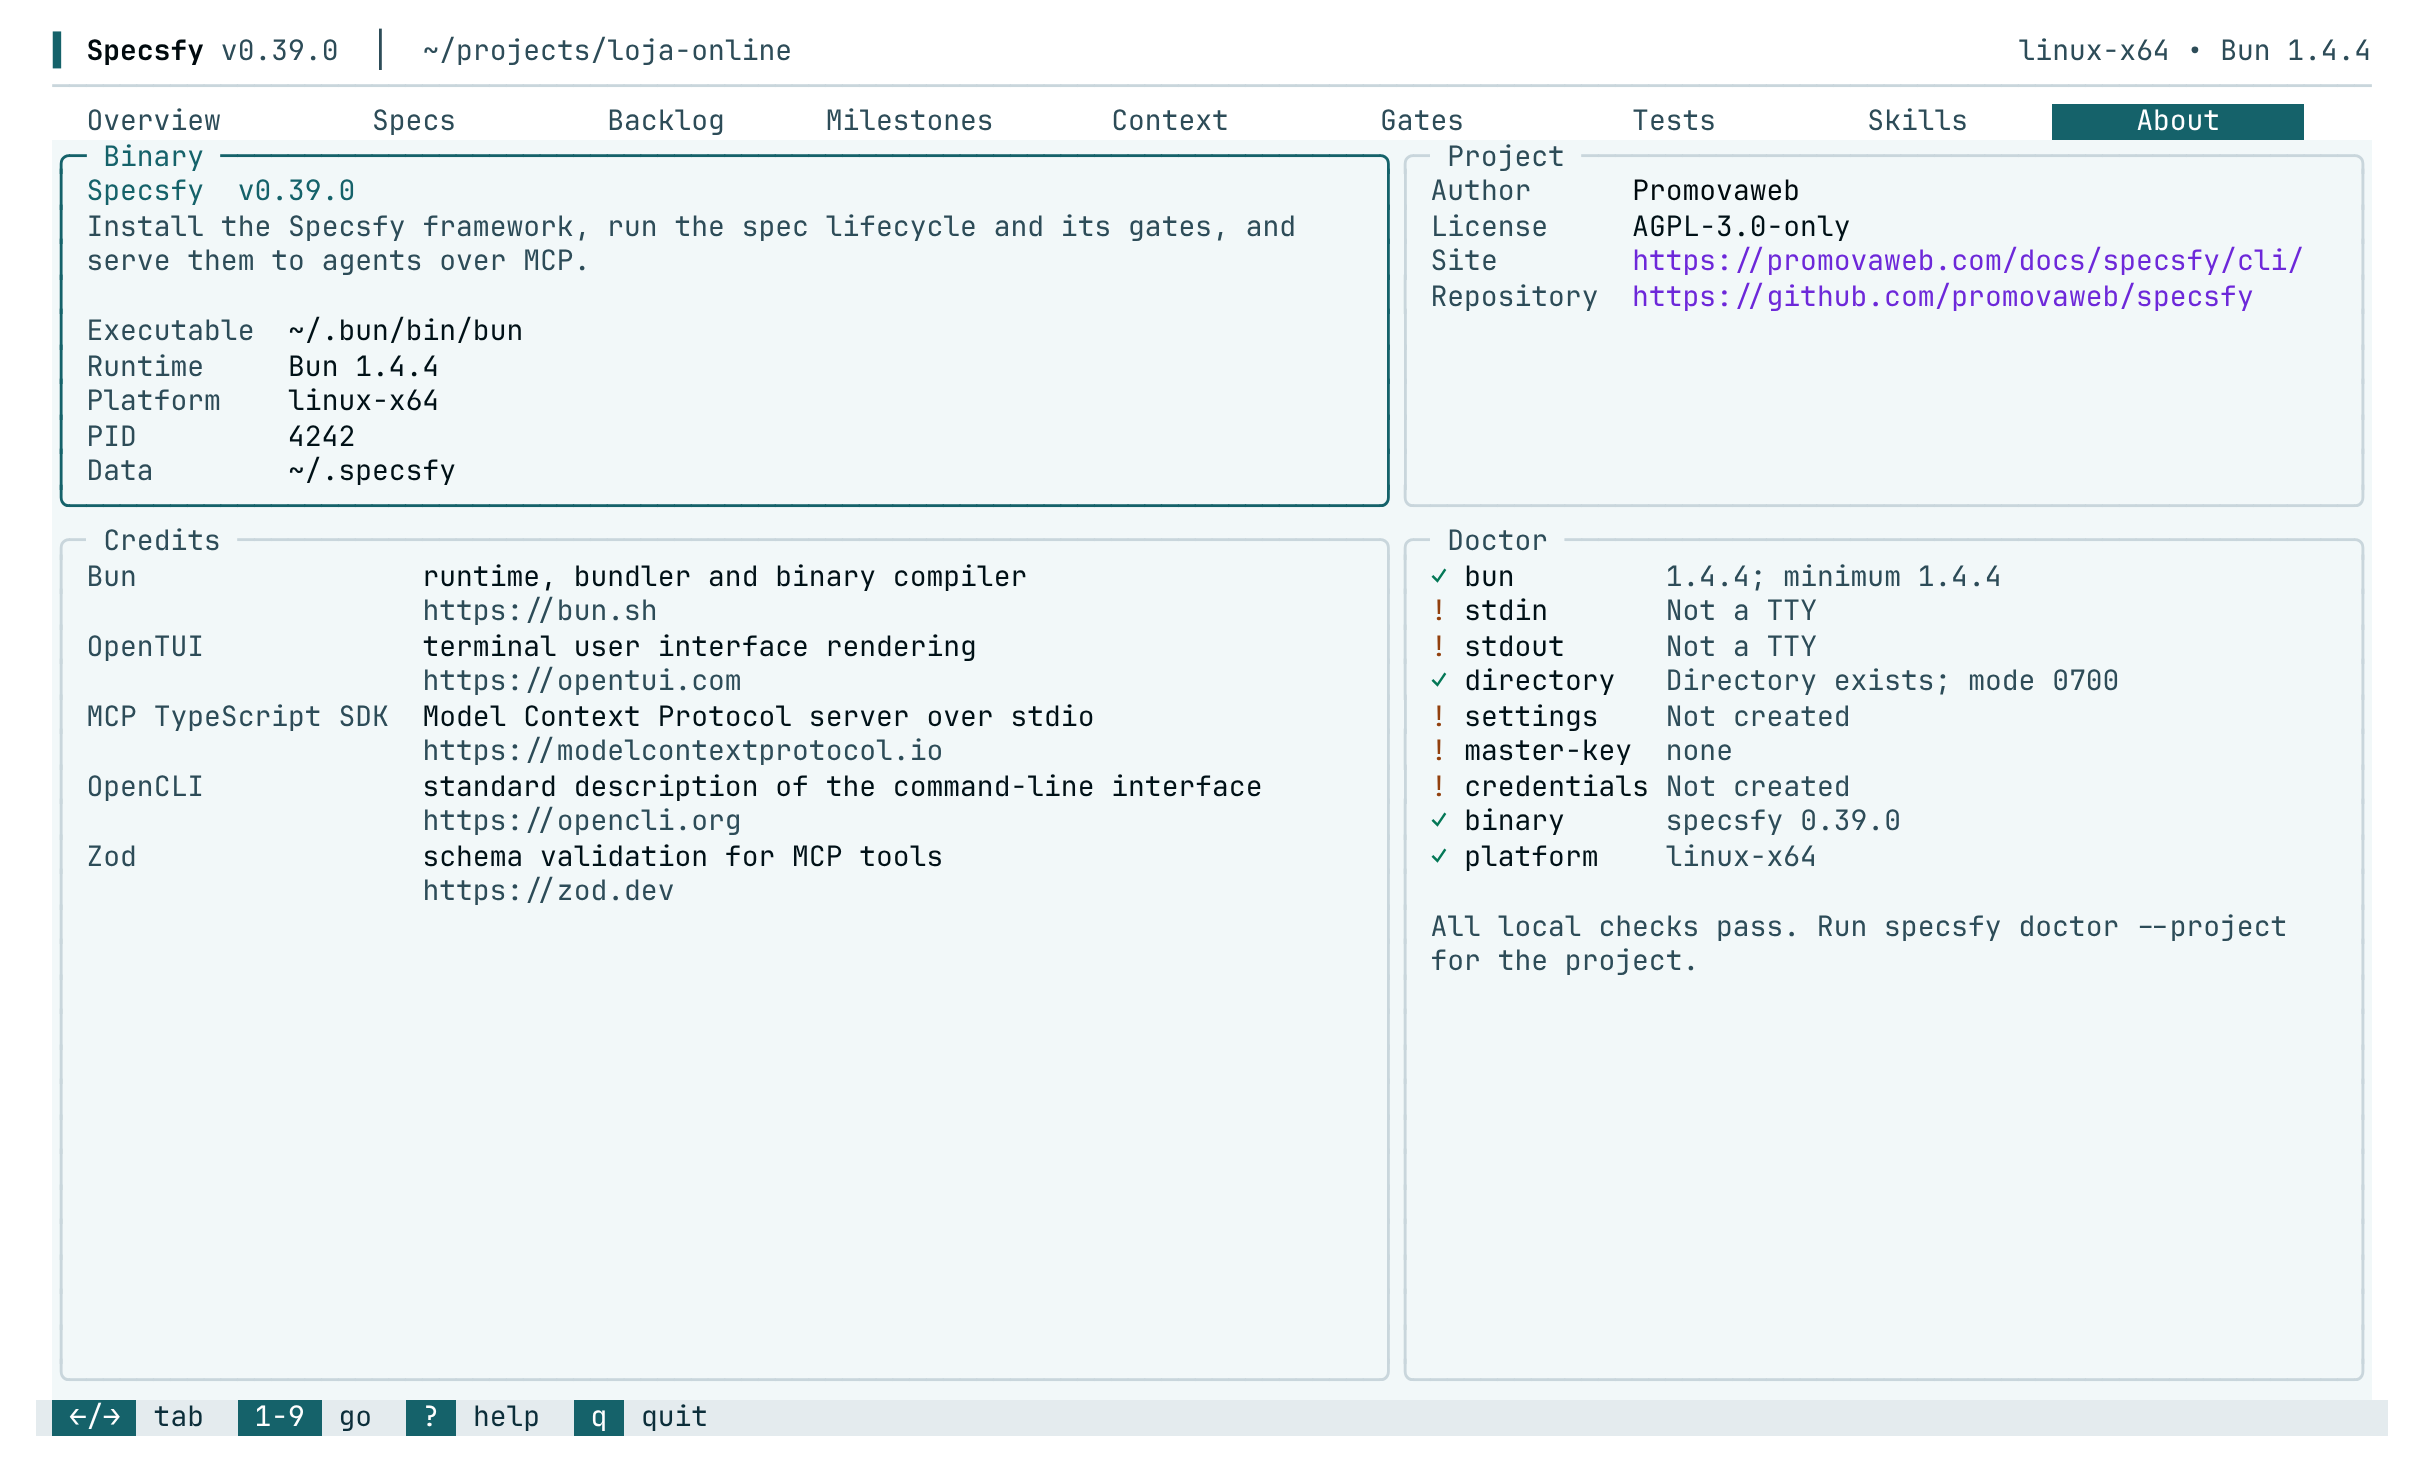 Specsfy v0.39.0 │ ~/projects/loja-online linux-x64 • Bun 1.4.4
Overview Specs Backlog Milestones Context Gates Tests Skills About
Binary
Specsfy v0.39.0
Install the Specsfy framework, run the spec lifecycle and its gates, and
serve them to agents over MCP.
Executable ~/.bun/bin/bun
Runtime Bun 1.4.4
Platform linux-x64
PID 4242
Data ~/.specsfy
Project
Author Promovaweb
License AGPL-3.0-only
Site https://promovaweb.com/docs/specsfy/cli/
Repository https://github.com/promovaweb/specsfy
Credits
Bun runtime, bundler and binary compiler
https://bun.sh
OpenTUI terminal user interface rendering
https://opentui.com
MCP TypeScript SDK Model Context Protocol server over stdio
https://modelcontextprotocol.io
OpenCLI standard description of the command-line interface
https://opencli.org
Zod schema validation for MCP tools
https://zod.dev
Doctor
✓ bun 1.4.4; minimum 1.4.4
! stdin Not a TTY
! stdout Not a TTY
✓ directory Directory exists; mode 0700
! settings Not created
! master-key none
! credentials Not created
✓ binary specsfy 0.39.0
✓ platform linux-x64
All local checks pass. Run specsfy doctor --project
for the project.
←/→ tab 1-9 go ? help q quit